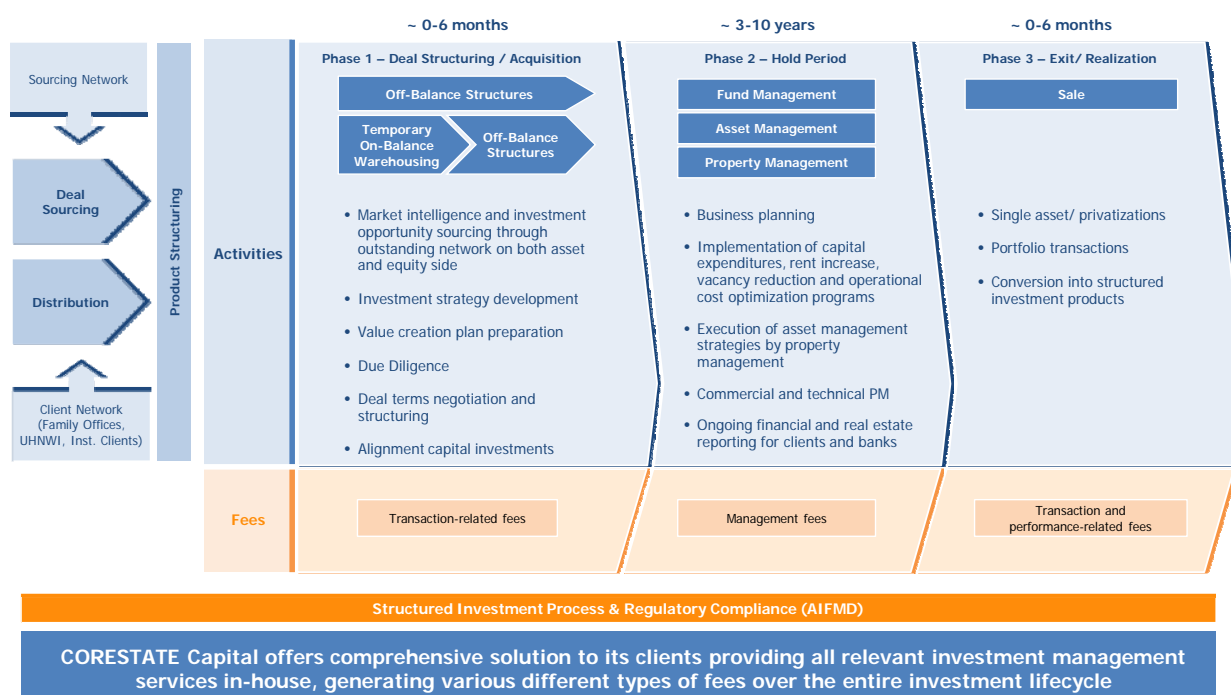 ~ 0-6 months
~ 3-10 years
~ 0-6 months
Sourcing Network
Deal
Sourcing
Distribution
Client Network
(Family Offices,
UHNWI, Inst. Clients)
Product Structuring
Activities
Phase 1 – Deal Structuring / Acquisition
Off-Balance Structures
Temporary
On-Balance
Warehousing
Off-Balance
Structures
• Market intelligence and investment
opportunity sourcing through
outstanding network on both asset
and equity side
• Investment strategy development
• Value creation plan preparation
• Due Diligence
• Deal terms negotiation and
structuring
• Alignment capital investments
Phase 2 – Hold Period
Fund Management
Asset Management
Property Management
• Business planning
• Implementation of capital
expenditures, rent increase,
vacancy reduction and operational
cost optimization programs
• Execution of asset management
strategies by property
management
• Commercial and technical PM
• Ongoing financial and real estate
reporting for clients and banks
Phase 3 – Exit/ Realization
Sale
• Single asset/ privatizations
• Portfolio transactions
• Conversion into structured
investment products
Fees
Transaction-related fees
Management fees
Transaction and
performance-related fees
Structured Investment Process & Regulatory Compliance (AIFMD)
CORESTATE Capital offers comprehensive solution to its clients providing all relevant investment management
services in-house, generating various different types of fees over the entire investment lifecycle